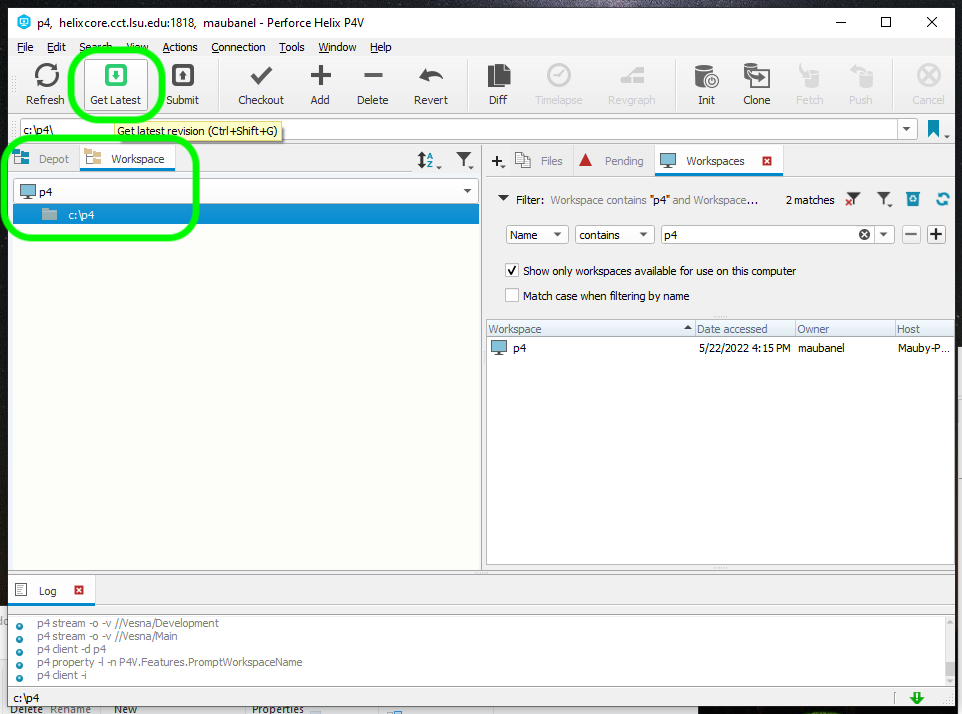 p4, helixcore.cct.lsu.edu:1818, maubanel - Perforce Helix P4V
File Edit Search View Actions Connection Tools Window Help
Refresh Get Latest Submit Checkout Add Delete Revert Diff Timelapse Revgraph Init Clone Fetch Push Cancel
c:\p4\
Get latest revision (Ctrl+Shift+G)
Depot Workspace
Files Pending Workspaces
p4
c:\p4
Filter: Workspace contains "p4" and Workspace... 2 matches
Name contains p4
Show only workspaces available for use on this computer
Match case when filtering by name
Workspace Date accessed Owner Host
p4 5/22/2022 4:15 PM maubanel Mauby-P...
Log
p4 stream -o -v //Vesna/Development
p4 stream -o -v //Vesna/Main
p4 client -d p4
p4 property -l -n P4V.Features.PromptWorkspaceName
p4 client -i
c:\p4
Delete Rename New Properties